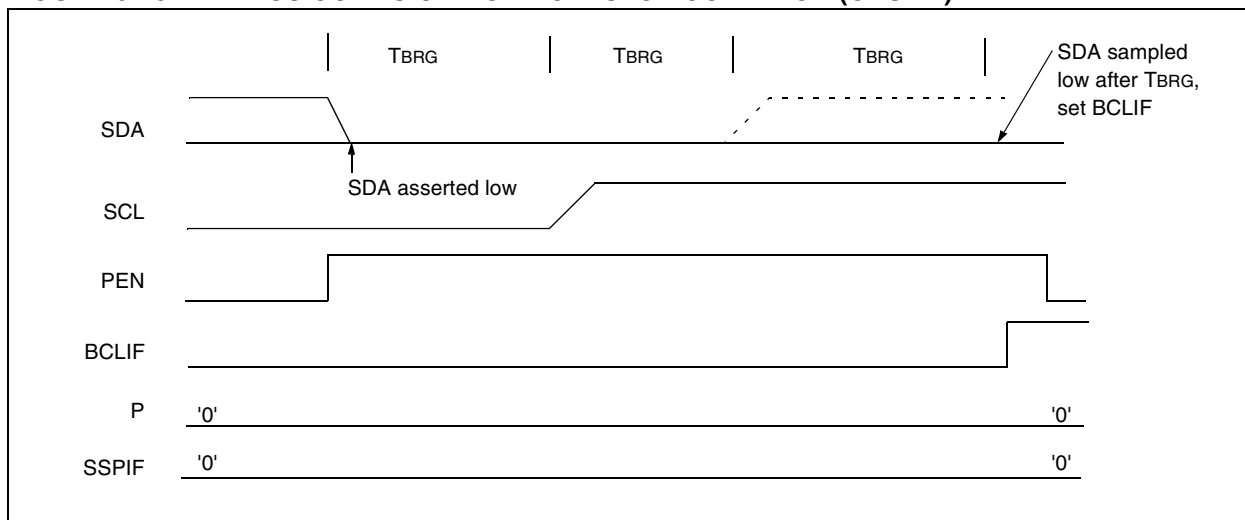 TBRG TBRG TBRG
SDA sampled
low after TBRG,
set BCLIF
SDA
SDA asserted low
SCL
PEN
BCLIF
P '0' '0'
SSPIF '0' '0'